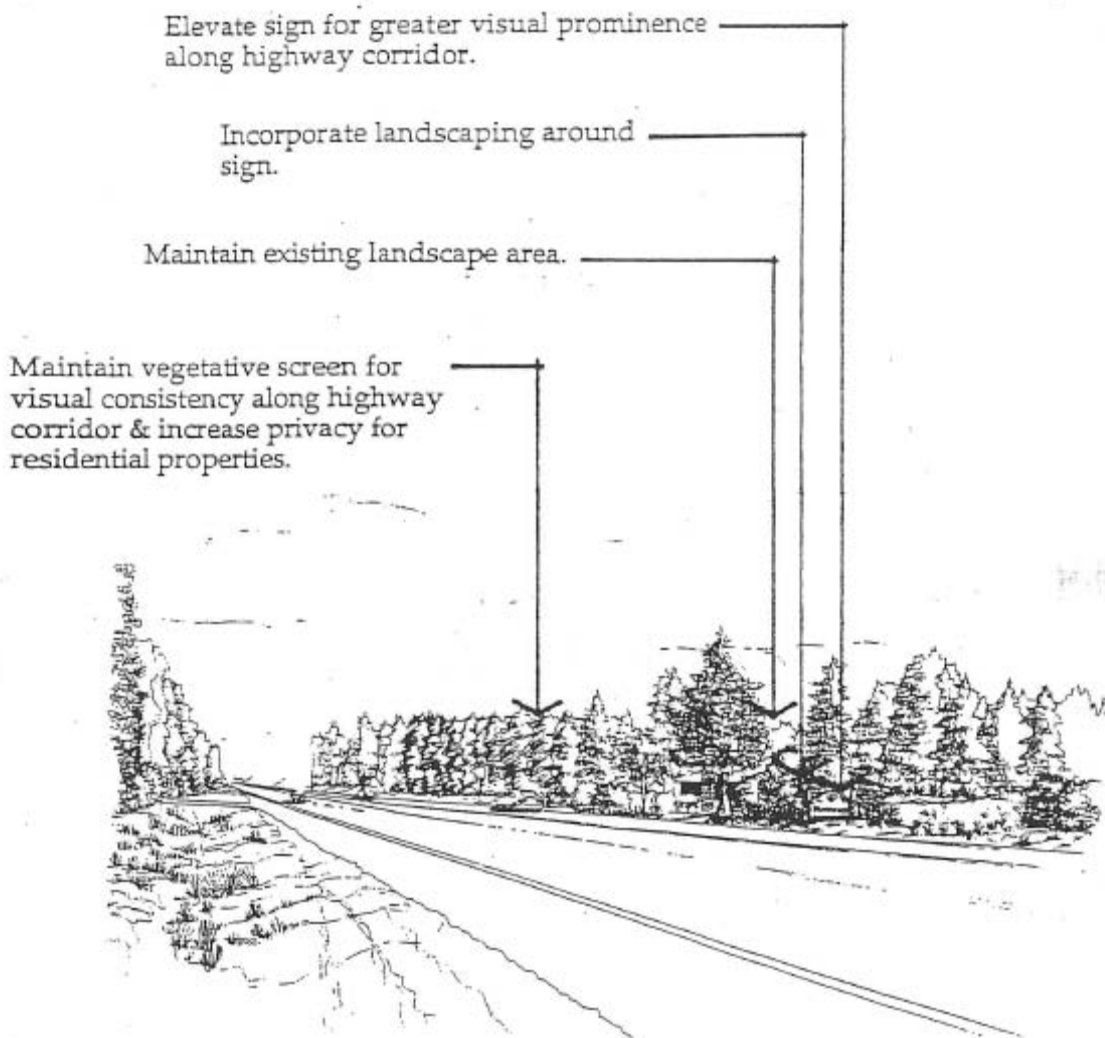 Elevate sign for greater visual prominence
along highway corridor.
Incorporate landscaping around
sign.
Maintain existing landscape area.
Maintain vegetative screen for
visual consistency along highway
corridor & increase privacy for
residential properties.